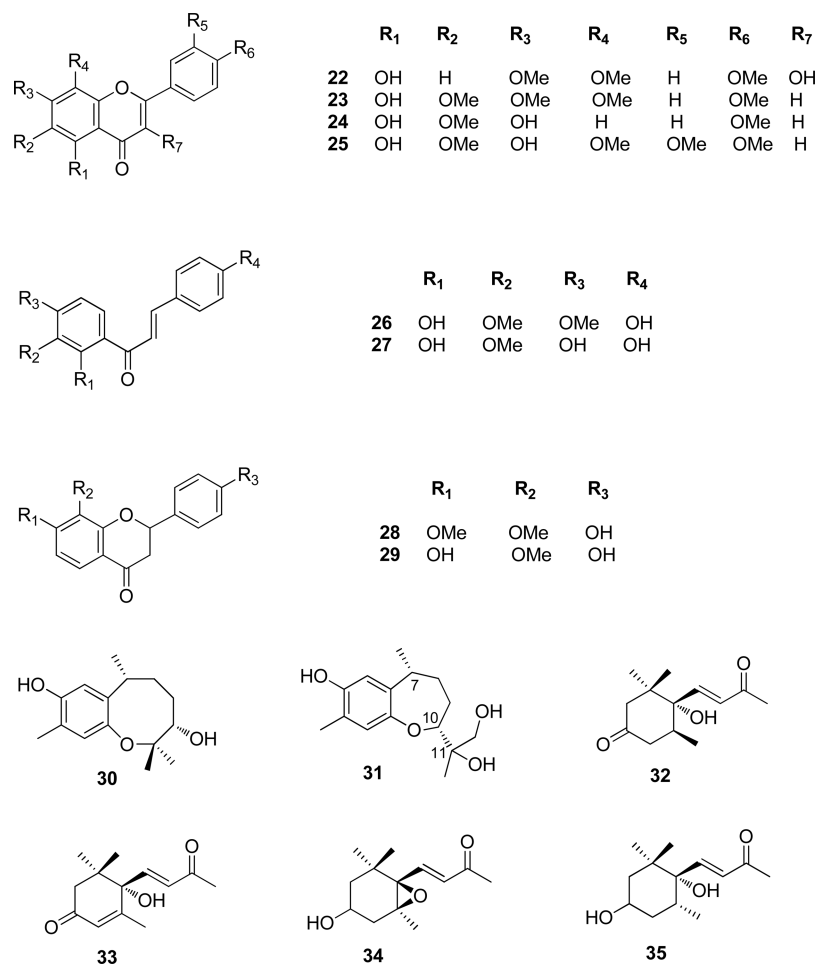 R1 R2 R3 R4 R5 R6 R7
22 OH H OMe OMe H OMe OH
23 OH OMe OMe OMe H OMe H
24 OH OMe OH H H OMe H
25 OH OMe OH OMe OMe OMe H
R5
R6
R4
R3
O
R2
R7
R1
O
R1 R2 R3 R4
26 OH OMe OMe OH
27 OH OMe OH OH
R4
R3
R2
R1
O
R1 R2 R3
28 OMe OMe OH
29 OH OMe OH
R3
R2
R1
O
O
HO
O
OH
30
HO
7
10
O
OH
11
OH
31
O
OH
O
32
O
OH
O
33
O
O
HO
34
O
OH
HO
35